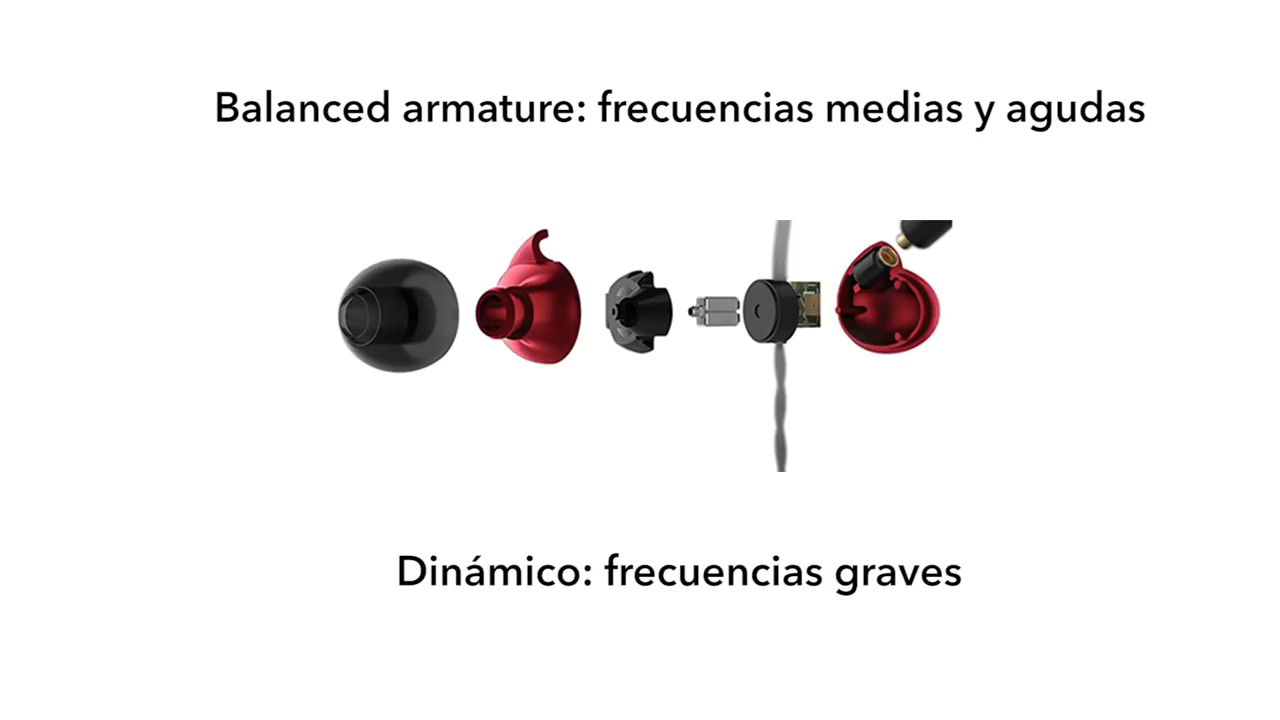 Balanced armature: frecuencias medias y agudas
Dinámico: frecuencias graves